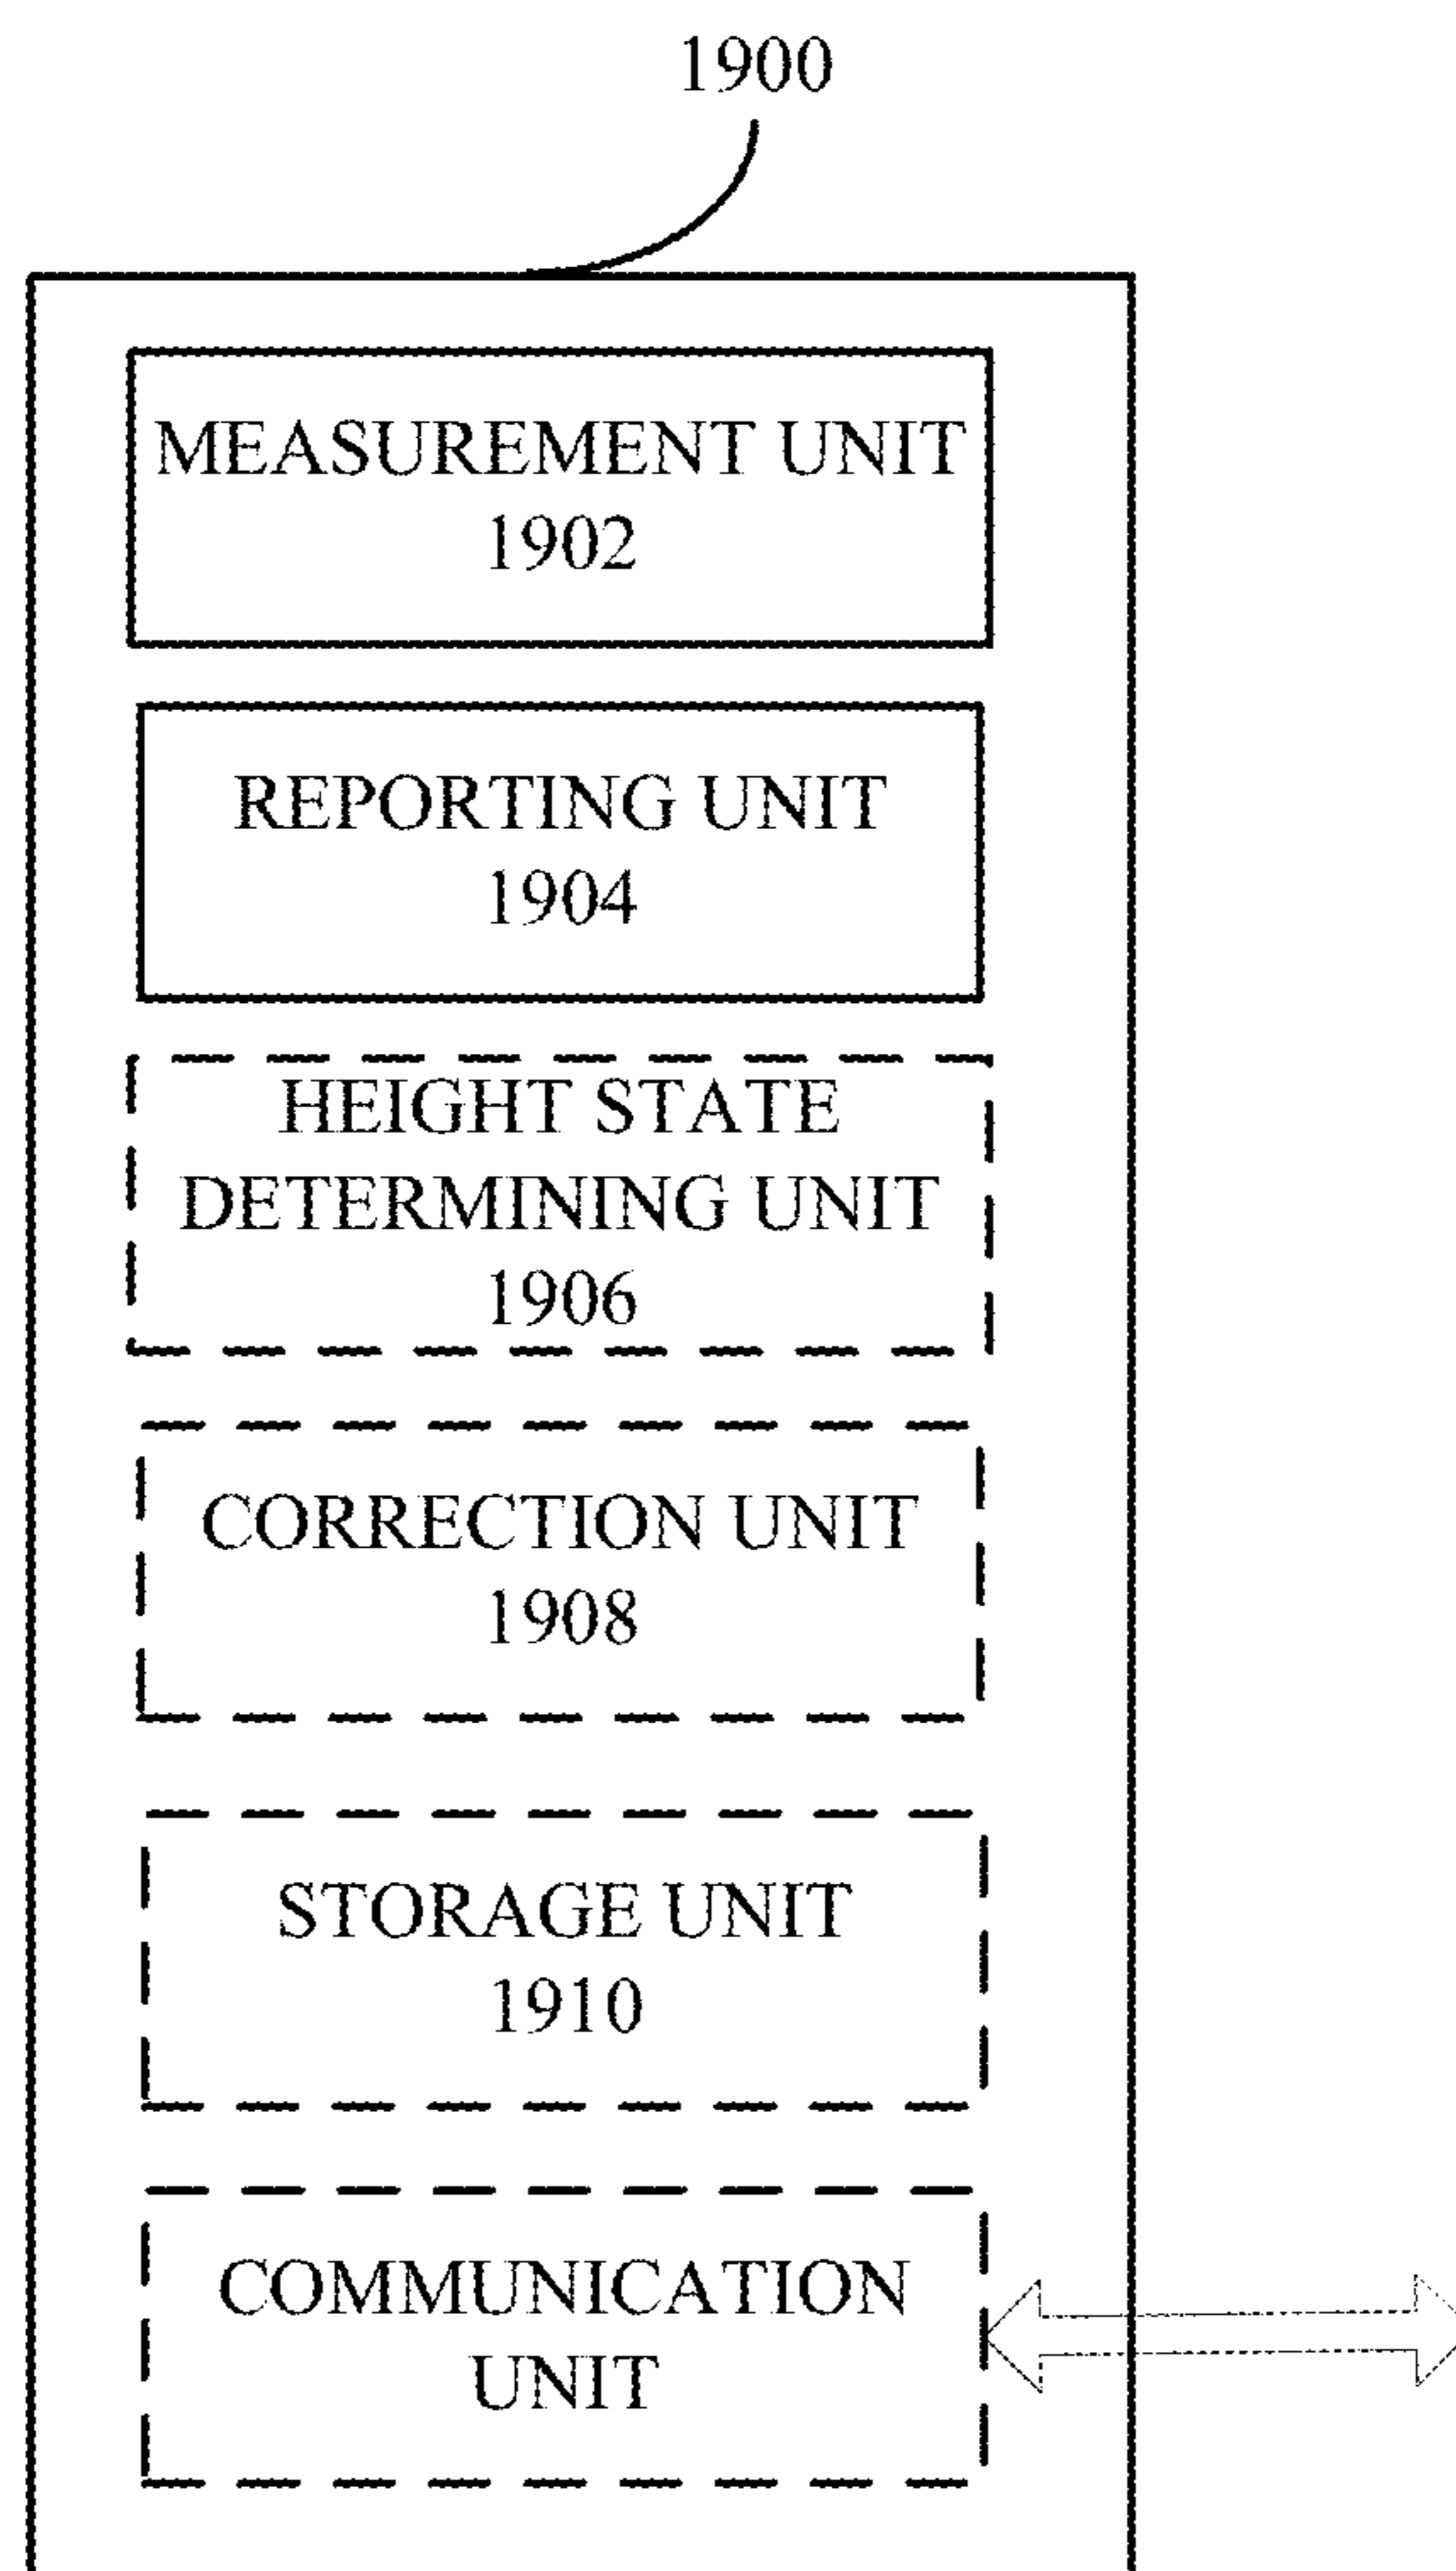 1900
MEASUREMENT UNIT
1902
REPORTING UNIT
1904
HEIGHT STATE
DETERMINING UNIT
1906
CORRECTION UNIT
1908
STORAGE UNIT
1910
COMMUNICATION
UNIT